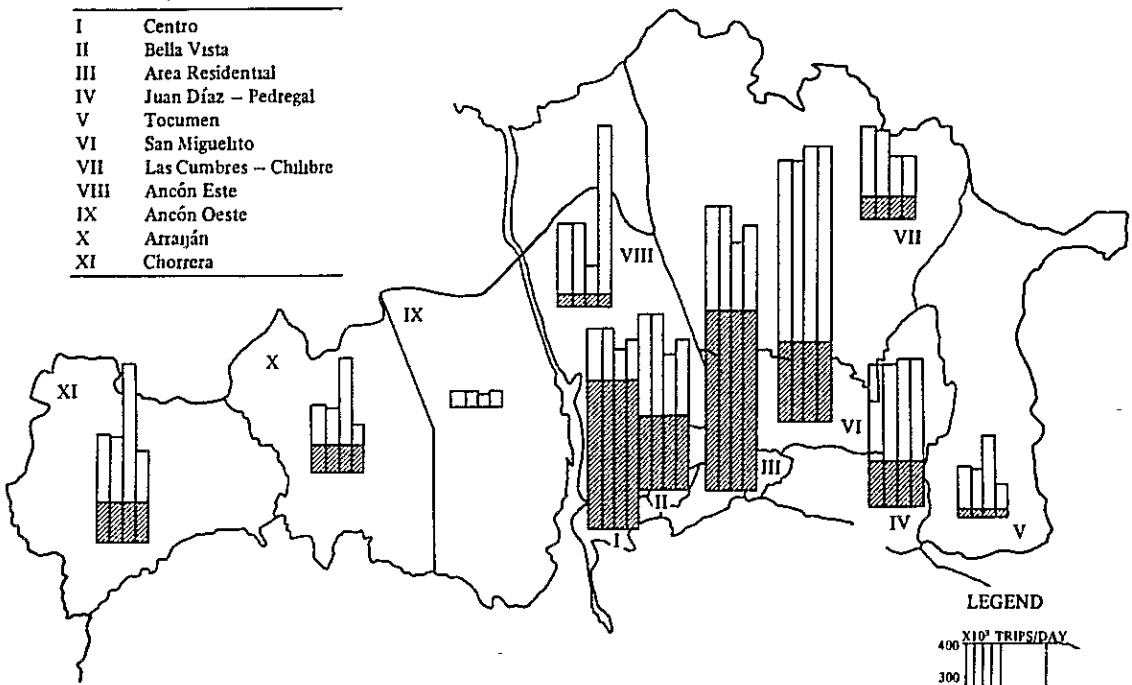 I Centro
II Bella Vista
III Area Residential
IV Juan Díaz – Pedregal
V Tocumen
VI San Miguelito
VII Las Cumbres – Chilibre
VIII Ancón Este
IX Ancón Oeste
X Arraiján
XI Chorrera
VIII
VII
IX
X
XI
VI
III
II
IV
I
V
LEGEND
X10³ TRIPS/DAY
400
300